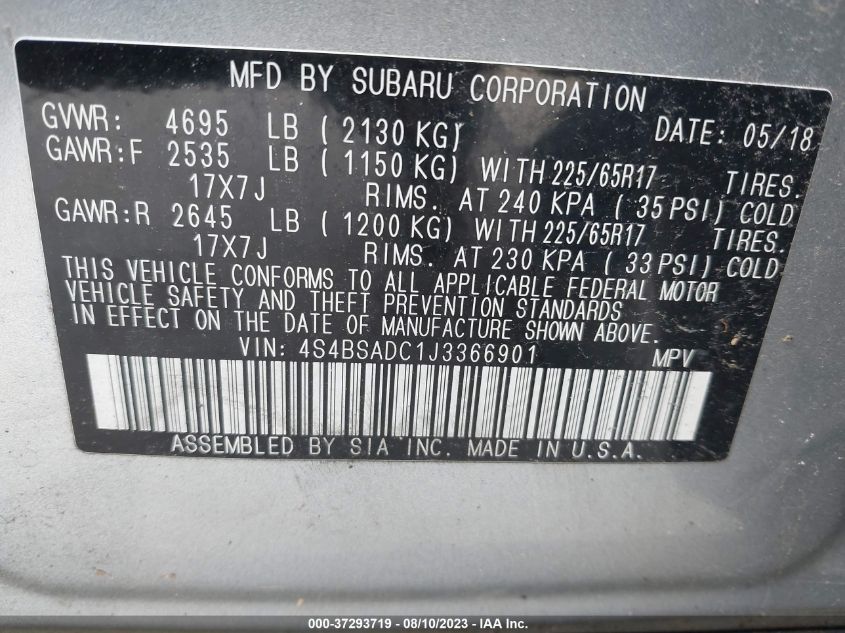 MFD BY SUBARU CORPORATION
GVWR: 4695 LB ( 2130 KG) DATE: 05/18
GAWR:F 2535 LB ( 1150 KG) WITH 225/65R17 TIRES.
17X7J RIMS. AT 240 KPA ( 35 PSI) COLD
GAWR:R 2645 LB ( 1200 KG) WITH 225/65R17 TIRES.
17X7J RIMS. AT 230 KPA ( 33 PSI) COLD
THIS VEHICLE CONFORMS TO ALL APPLICABLE FEDERAL MOTOR
VEHICLE SAFETY AND THEFT PREVENTION STANDARDS
IN EFFECT ON THE DATE OF MANUFACTURE SHOWN ABOVE.
VIN: 4S4BSADC1J3366901 MPV
ASSEMBLED BY SIA INC. MADE IN U.S.A.
000-37293719 - 08/10/2023 - IAA Inc.